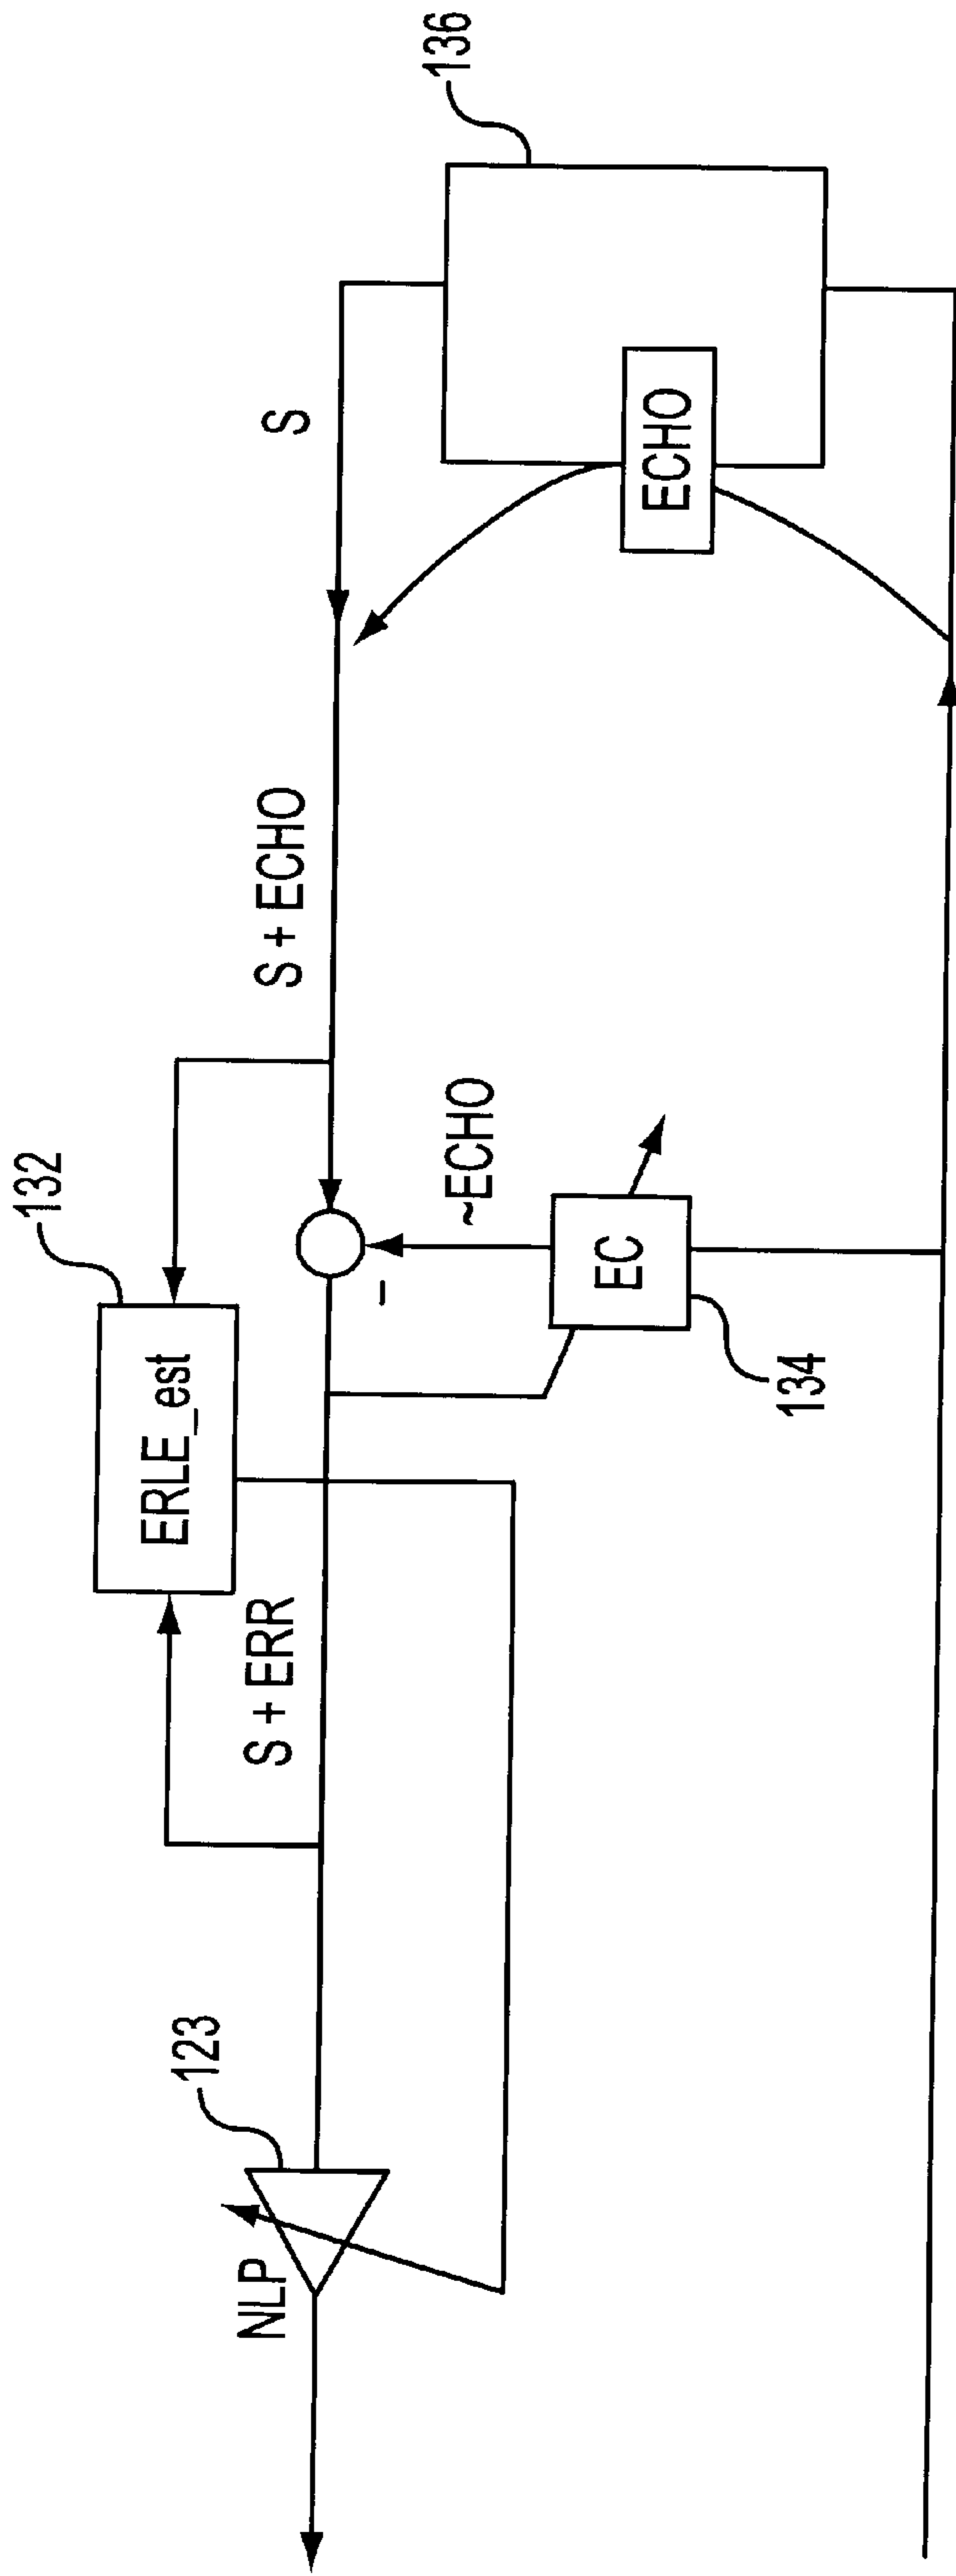 132
136
123
NLP
S + ERR
ERLE_est
S + ECHO
S
-
~ECHO
EC
134
ECHO